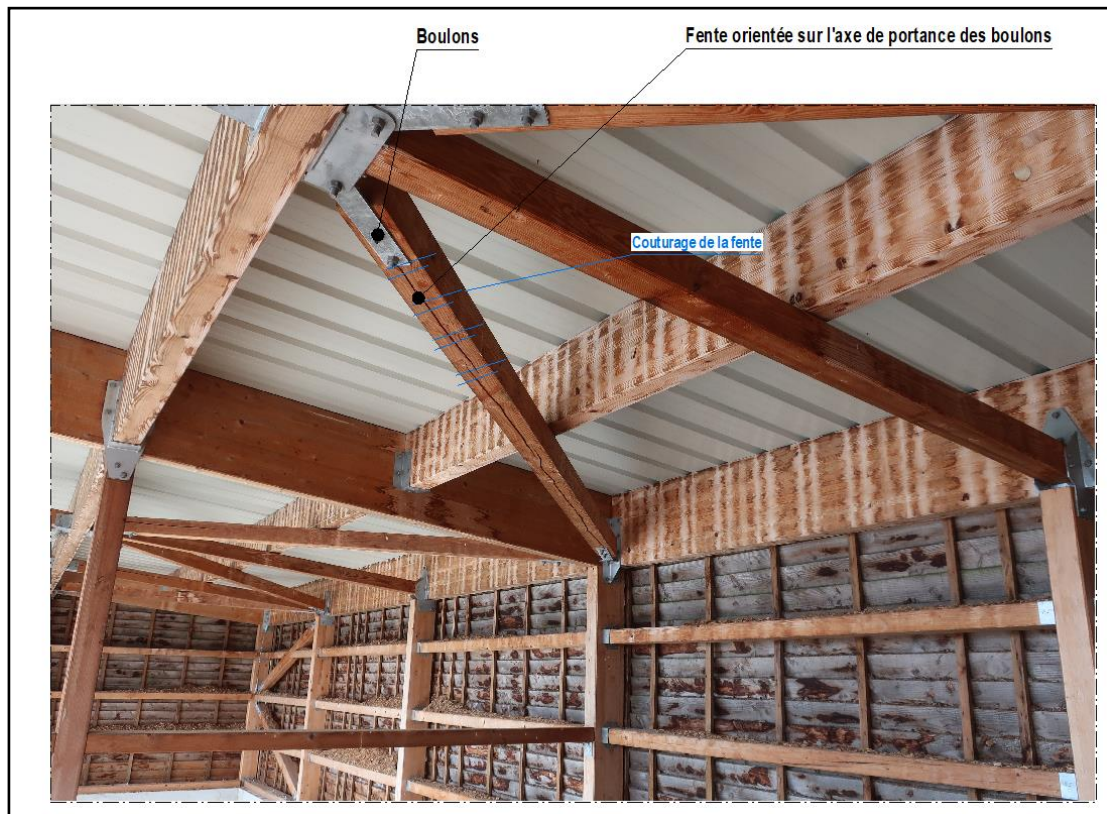 Boulons
Fente orientée sur l'axe de portance des boulons
Couturage de la fente